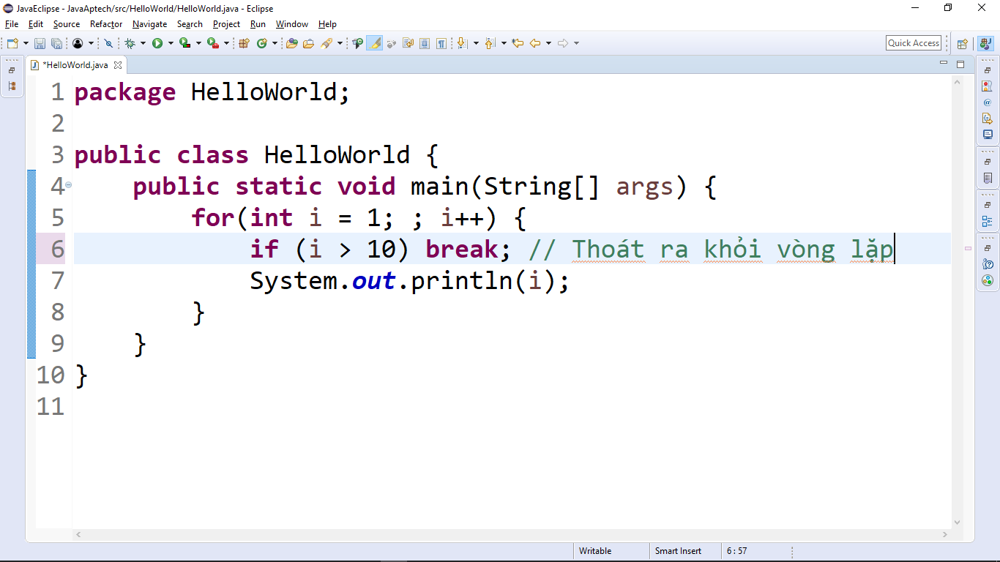 JavaEclipse - JavaAptech/src/HelloWorld/HelloWorld.java - Eclipse
File Edit Source Refactor Navigate Search Project Run Window Help
Quick Access
*HelloWorld.java
1 package HelloWorld;
2
3 public class HelloWorld {
4 public static void main(String[] args) {
5 for(int i = 1; ; i++) {
6 if (i > 10) break; // Thoát ra khỏi vòng lặp
7 System.out.println(i);
8 }
9 }
10 }
11
Writable Smart Insert 6 : 57